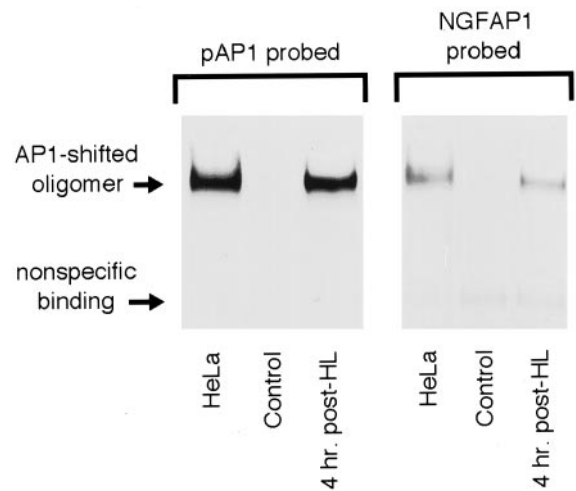 pAP1 probed
NGFAP1
probed
AP1-shifted
oligomer
nonspecific
binding
HeLa
Control
4 hr. post-HL
HeLa
Control
4 hr. post-HL